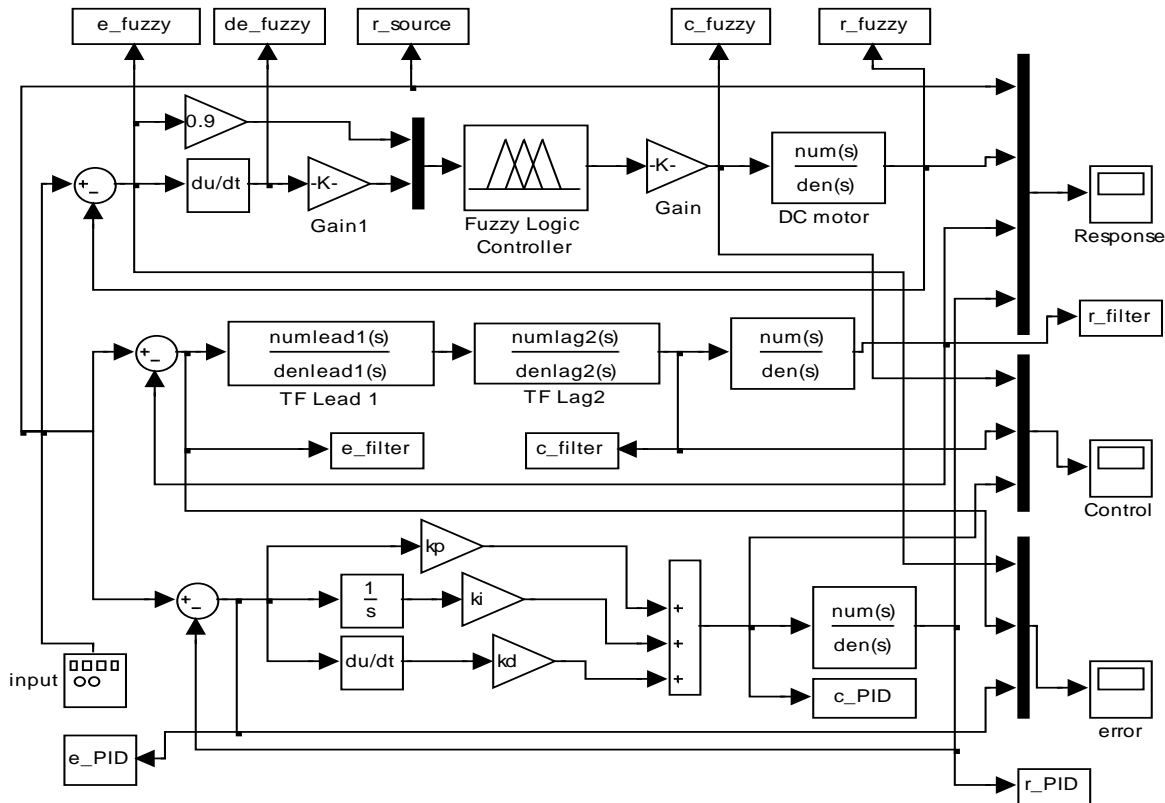 e_fuzzy
de_fuzzy
r_source
c_fuzzy
r_fuzzy
0.9
+
-
du/dt
-K-
Gain1
Fuzzy Logic
Controller
-K-
Gain
num(s)
den(s)
DC motor
Response
+
-
numlead1(s)
denlead1(s)
TF Lead 1
numlag2(s)
denlag2(s)
TF Lag2
num(s)
den(s)
r_filter
e_filter
c_filter
Control
kp
+
-
1
s
ki
du/dt
kd
+
+
+
num(s)
den(s)
c_PID
input
error
e_PID
r_PID